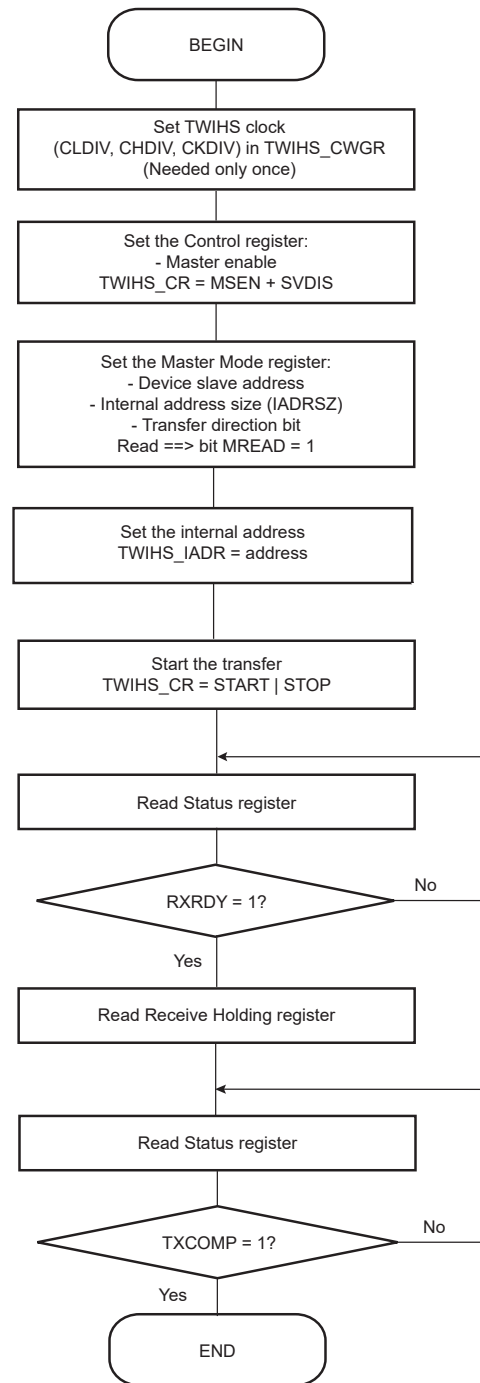 BEGIN
Set TWIHS clock
(CLDIV, CHDIV, CKDIV) in TWIHS_CWGR
(Needed only once)
Set the Control register:
- Master enable
TWIHS_CR = MSEN + SVDIS
Set the Master Mode register:
- Device slave address
- Internal address size (IADRSZ)
- Transfer direction bit
Read ==> bit MREAD = 1
Set the internal address
TWIHS_IADR = address
Start the transfer
TWIHS_CR = START | STOP
Read Status register
RXRDY = 1?
No
Yes
Read Receive Holding register
Read Status register
TXCOMP = 1?
No
Yes
END